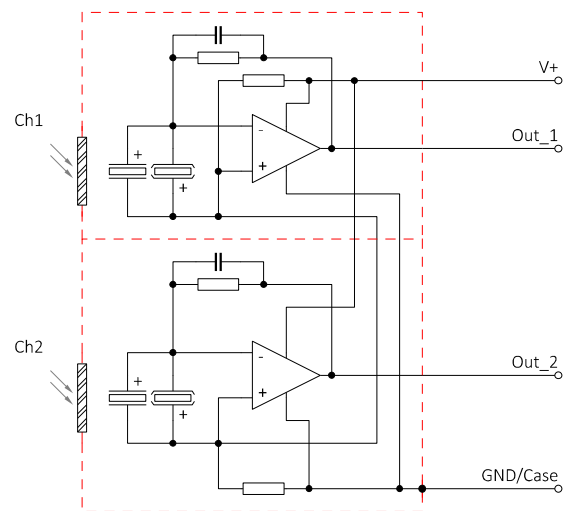 V+
Ch1
Out_1
-
+
+
+
Ch2
Out_2
-
+
+
+
GND/Case